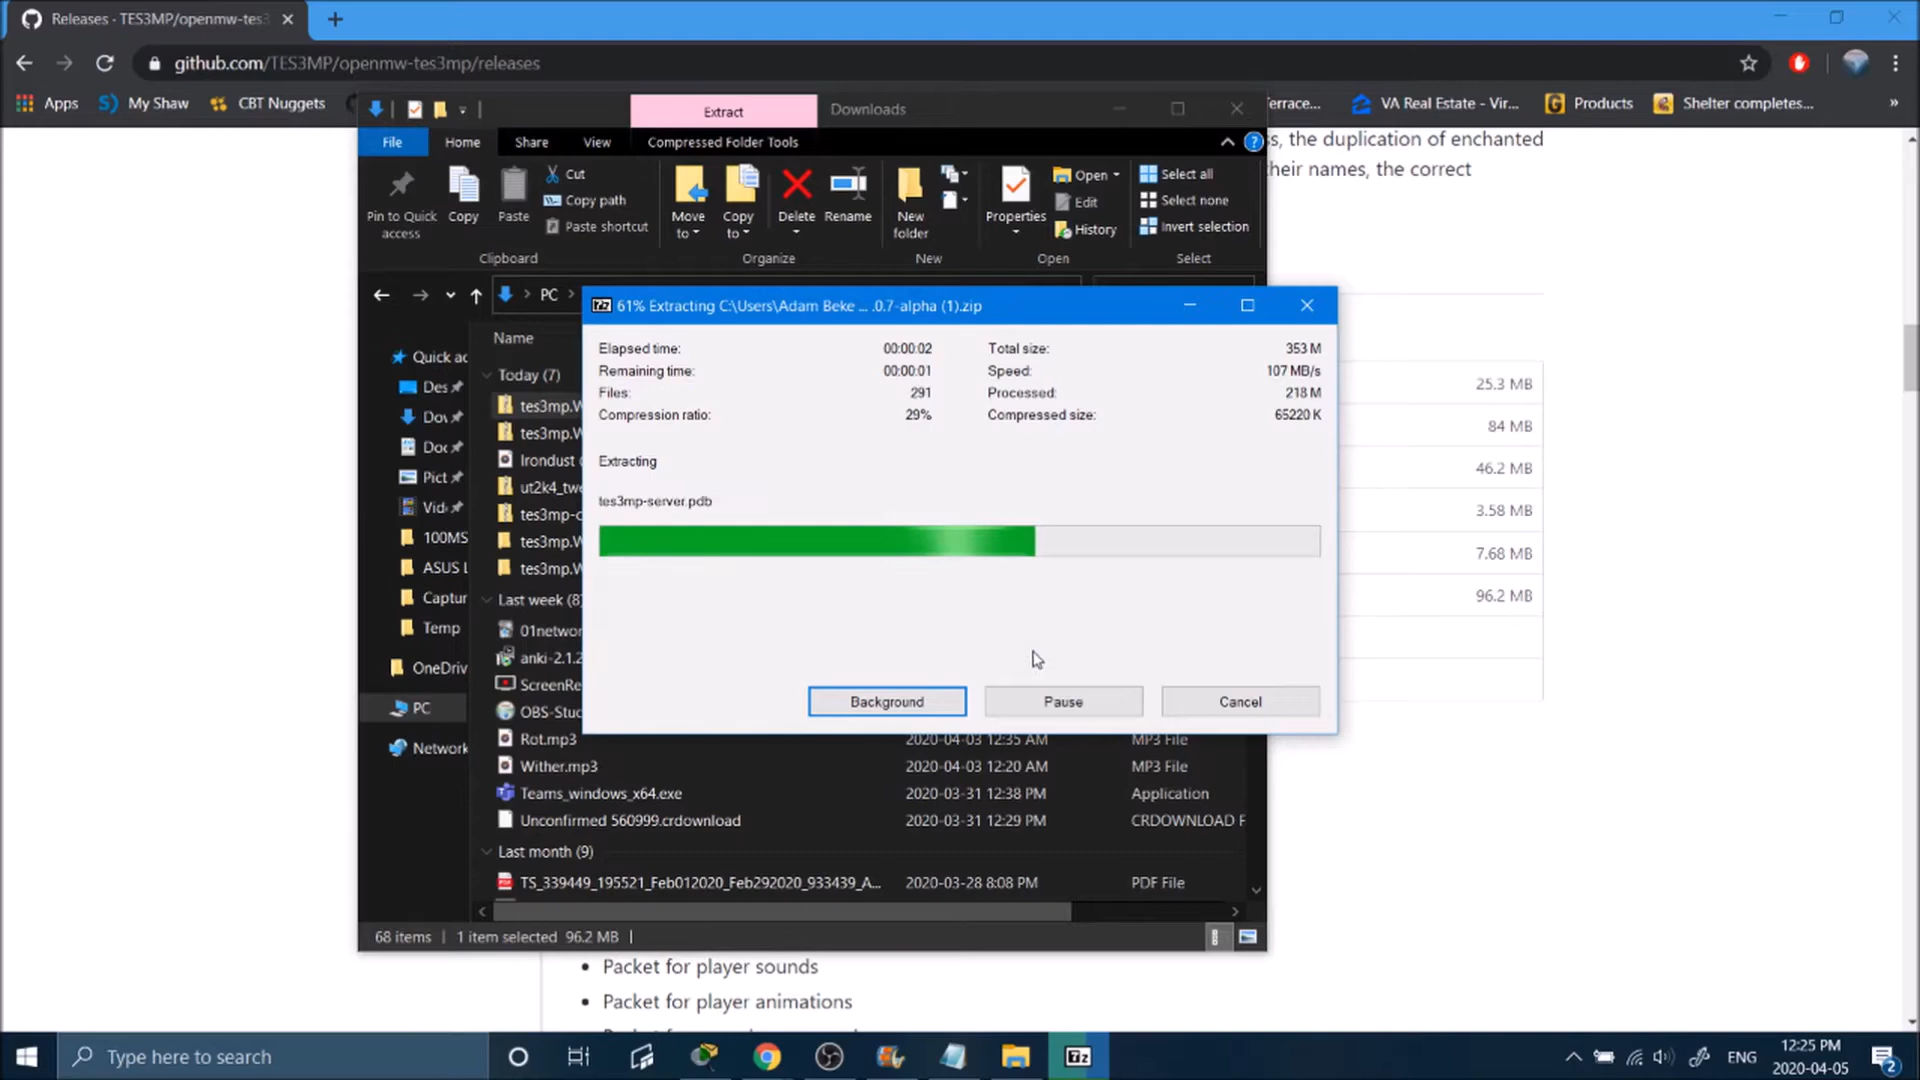 Releases · TES3MP/openmw-tes3
github.com/TES3MP/openmw-tes3mp/releases
Apps
My Shaw
CBT Nuggets
Terrace...
VA Real Estate - Vir...
Products
Shelter completes...
»
Extract
Downloads
File
Home
Share
View
Compressed Folder Tools
s, the duplication of enchanted
their names, the correct
Pin to Quick
access
Copy
Paste
Cut
Copy path
Paste shortcut
Move
to
Copy
to
Delete
Rename
New
folder
Properties
Open
Edit
History
Select all
Select none
Invert selection
Clipboard
Organize
New
Open
Select
PC
61% Extracting C:\Users\Adam Beke ... .0.7-alpha (1).zip
Elapsed time: 00:00:02
Total size: 353 M
Remaining time: 00:00:01
Speed: 107 MB/s
Files: 291
Processed: 218 M
Compression ratio: 29%
Compressed size: 65220 K
Extracting
tes3mp-server.pdb
Background
Pause
Cancel
Name
Quick ac
Des
Dov
Doc
Pict
Vid
100MS
ASUS L
Captur
Temp
OneDriv
PC
Network
Today (7)
tes3mp.W
tes3mp.W
Irondust
ut2k4_twe
tes3mp-c
tes3mp.W
tes3mp.W
Last week (8)
01networ
anki-2.1.2
ScreenRe
OBS-Stud
Rot.mp3 2020-04-03 12:35 AM MP3 File
Wither.mp3 2020-04-03 12:20 AM MP3 File
Teams_windows_x64.exe 2020-03-31 12:38 PM Application
Unconfirmed 560999.crdownload 2020-03-31 12:29 PM CRDOWNLOAD F
Last month (9)
TS_339449_195521_Feb012020_Feb292020_933439_A... 2020-03-28 8:08 PM PDF File
68 items
1 item selected 96.2 MB
25.3 MB
84 MB
46.2 MB
3.58 MB
7.68 MB
96.2 MB
Packet for player sounds
Packet for player animations
Type here to search
7z
ENG
12:25 PM
2020-04-05
2